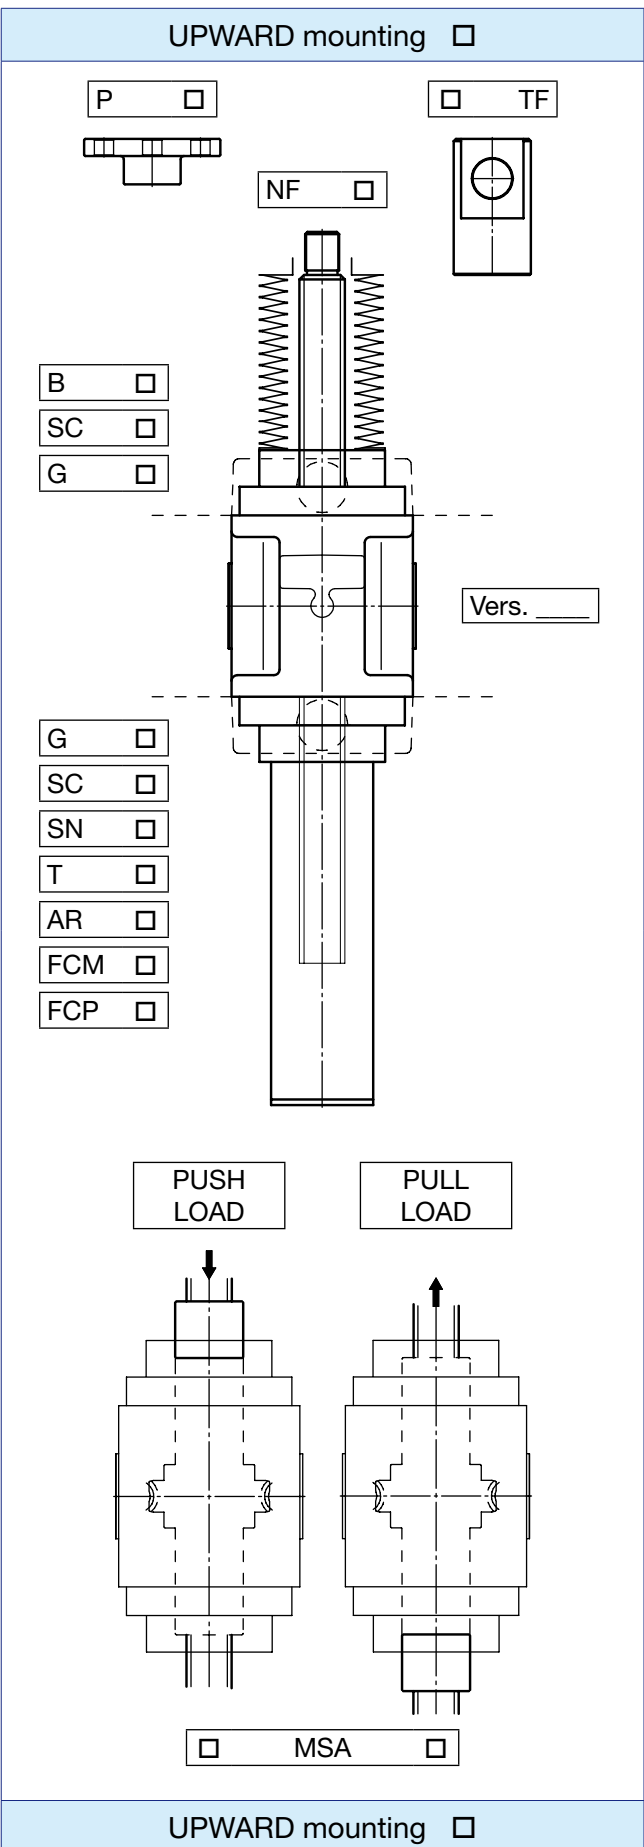 UPWARD mounting ☐
P ☐
☐ TF
NF ☐
B ☐
SC ☐
G ☐
Vers. ____
G ☐
SC ☐
SN ☐
T ☐
AR ☐
FCM ☐
FCP ☐
PUSH
LOAD
PULL
LOAD
☐ MSA ☐
UPWARD mounting ☐